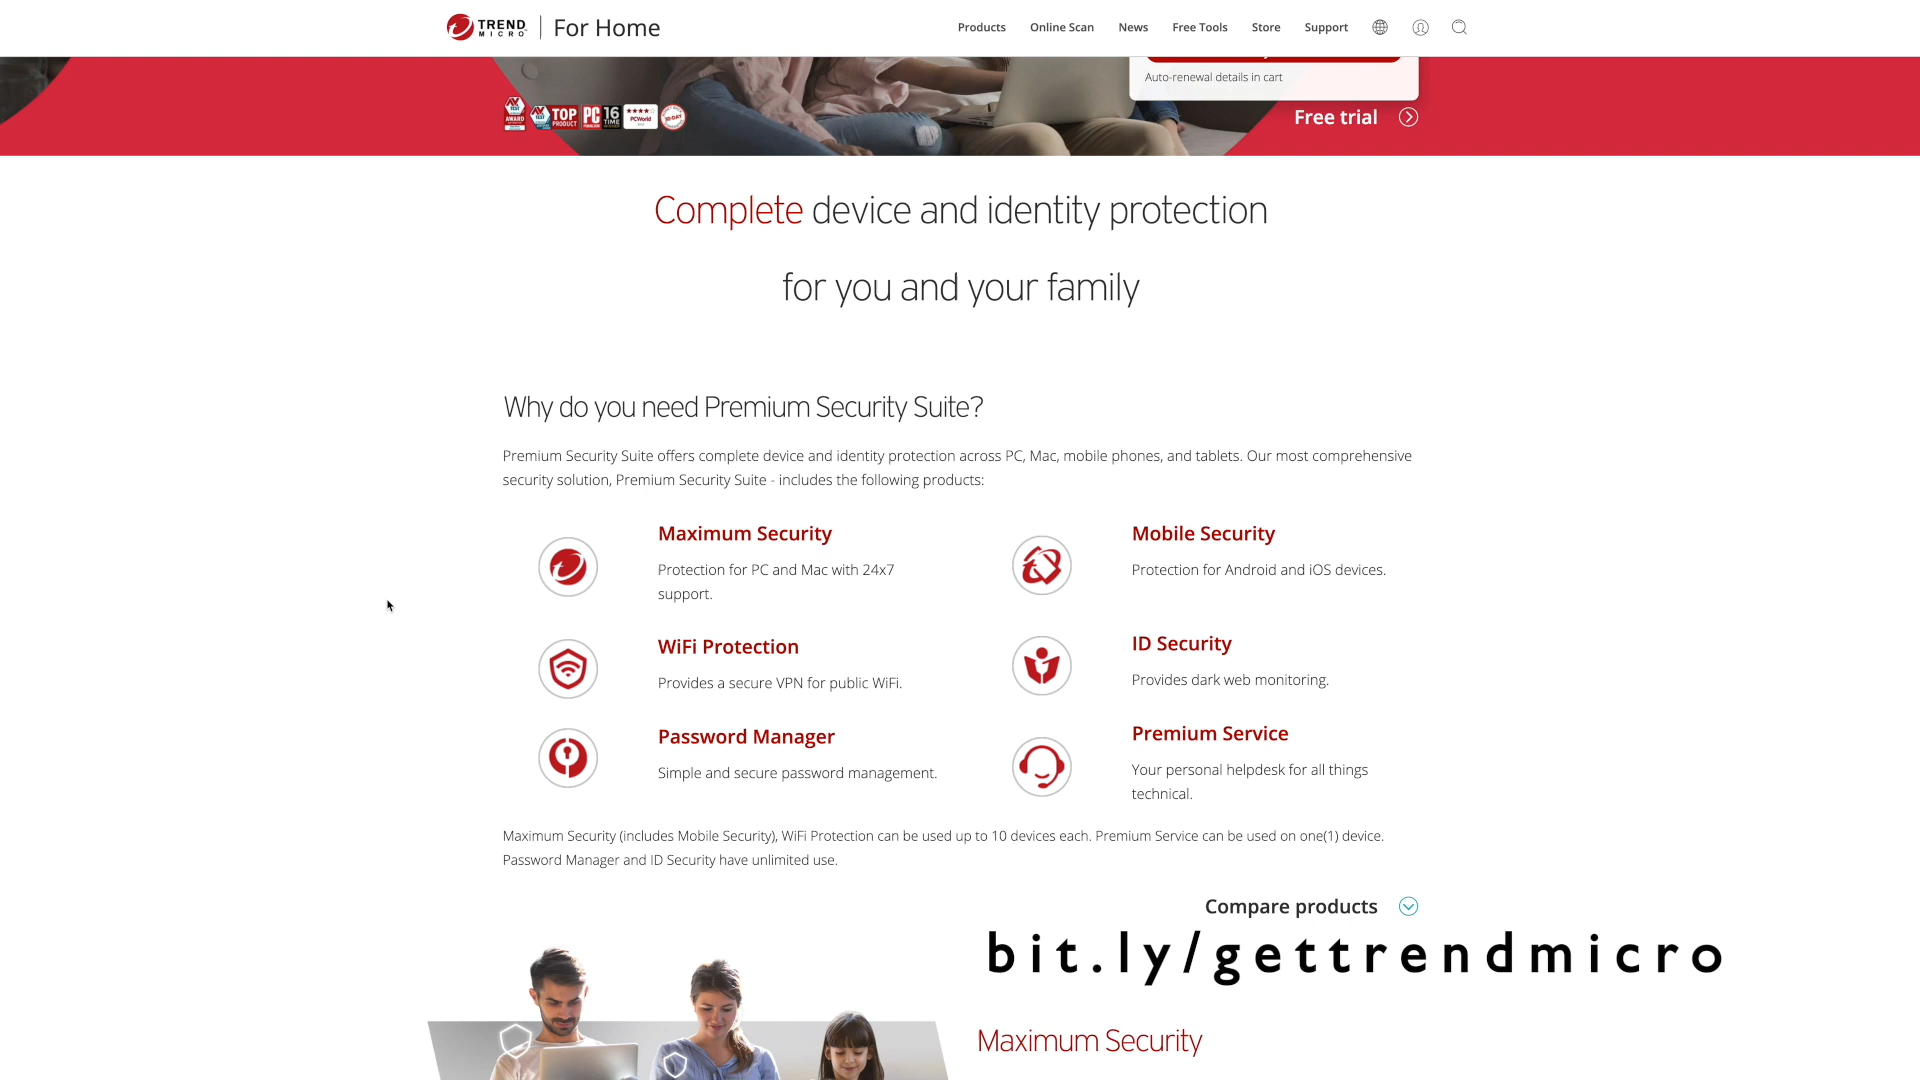 TREND MICRO
For Home
Products
Online Scan
News
Free Tools
Store
Support
Auto-renewal details in cart
AWARD
TOP PRODUCT
PC
16
TIME
PCWorld
30-DAY
Free trial
Complete device and identity protection
for you and your family
Why do you need Premium Security Suite?
Premium Security Suite offers complete device and identity protection across PC, Mac, mobile phones, and tablets. Our most comprehensive
security solution, Premium Security Suite - includes the following products:
Maximum Security
Protection for PC and Mac with 24x7
support.
Mobile Security
Protection for Android and iOS devices.
WiFi Protection
Provides a secure VPN for public WiFi.
ID Security
Provides dark web monitoring.
Password Manager
Simple and secure password management.
Premium Service
Your personal helpdesk for all things
technical.
Maximum Security (includes Mobile Security), WiFi Protection can be used up to 10 devices each. Premium Service can be used on one(1) device.
Password Manager and ID Security have unlimited use.
Compare products
bit.ly/gettrendmicro
Maximum Security